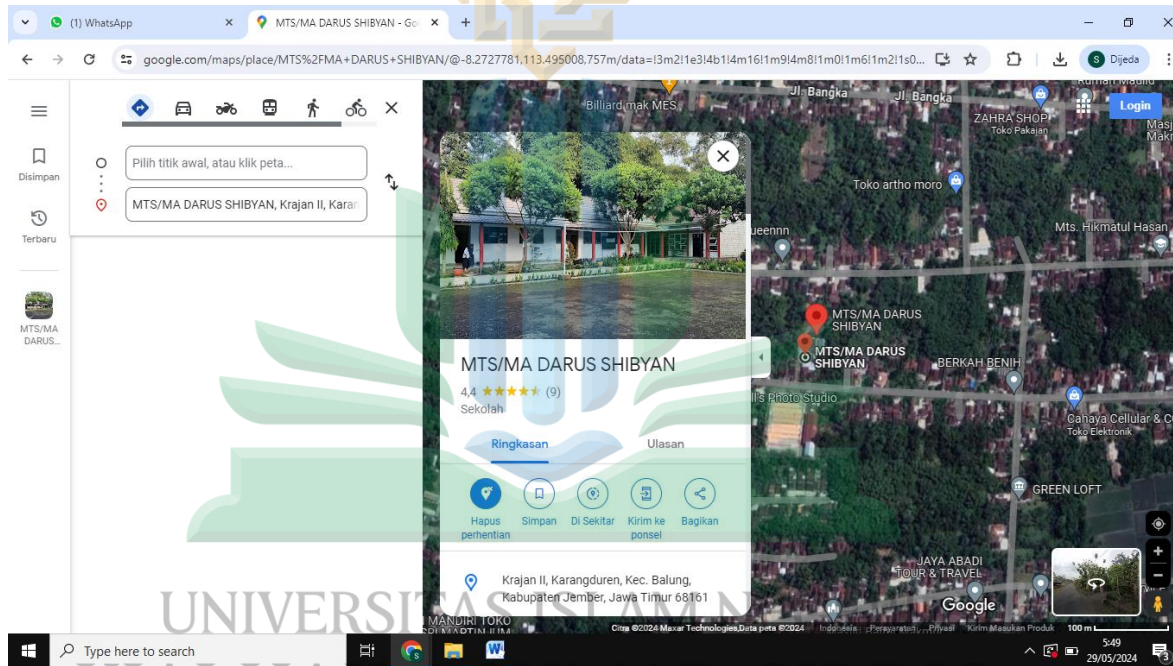 (1) WhatsApp
MTS/MA DARUS SHIBYAN - Go
google.com/maps/place/MTS%2FMA+DARUS+SHIBYAN/@-8.2727781,113.495008,757m/data=!3m2!1e3!4b1!4m16!1m9!4m8!1m0!1m6!1m2!1s0...
Dijeda
Disimpan
Terbaru
MTS/MA
DARUS...
Pilih titik awal, atau klik peta...
MTS/MA DARUS SHIBYAN, Krajan II, Karan
MTS/MA DARUS SHIBYAN
4,4 (9)
Sekolah
Ringkasan
Ulasan
Hapus
perhentian
Simpan
Di Sekitar
Kirim ke
ponsel
Bagikan
Krajan II, Karangduren, Kec. Balung,
Kabupaten Jember, Jawa Timur 68161
Billiard mak MES
Jl. Bangka
Jl. Bangka
ZAHRA SHOP
Toko Pakaian
Login
Toko artho moro
Mts. Hikmatul Hasan
MTS/MA DARUS
SHIBYAN
MTS/MA DARUS
SHIBYAN
BERKAH BENIH
Photo Studio
Cahaya Cellular &
Toko Elektronik
GREEN LOFT
JAYA ABADI
TOUR & TRAVEL
Google
MANDIRI TOKO
Citra ©2024 Maxar Technologies,Data peta ©2024
Indonesia
Persyaratan
Privasi
Kirim Masukan Produk
100 m
UNIVERSITAS ISLAM N
Type here to search
5:49
29/05/2024